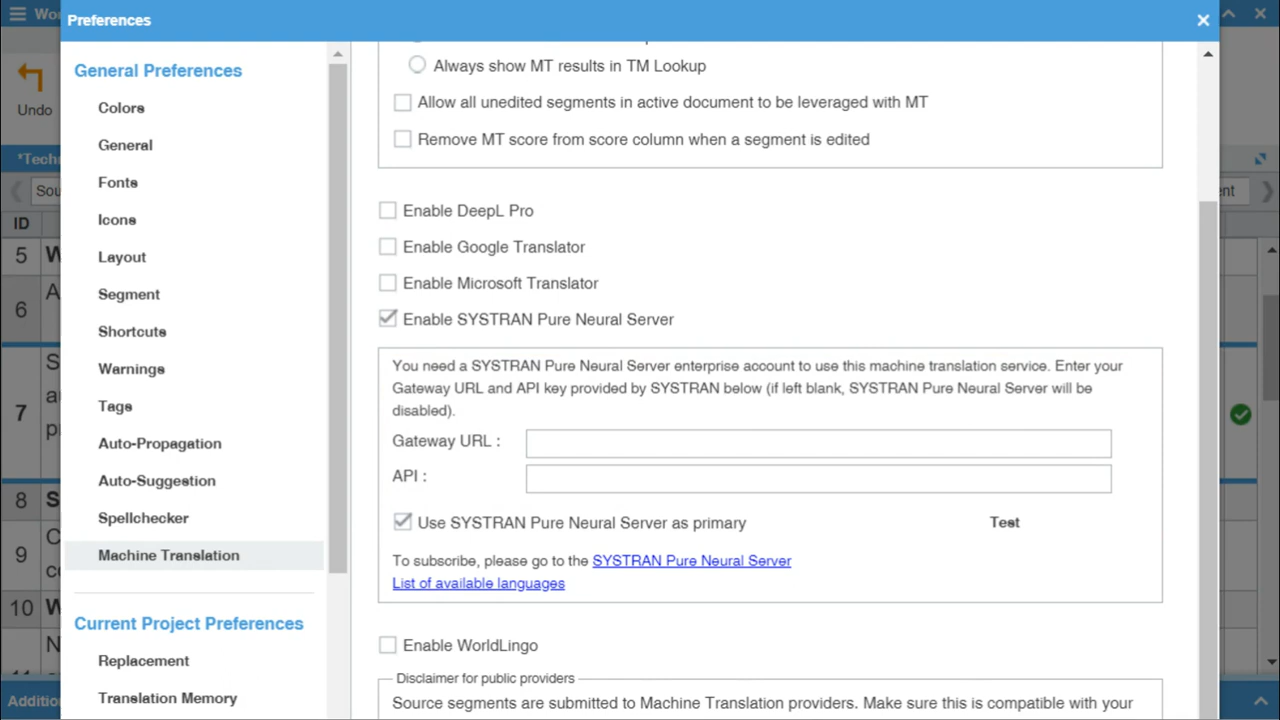 Preferences
Undo
General Preferences
Colors
General
Fonts
Icons
Layout
Segment
Shortcuts
Warnings
Tags
Auto-Propagation
Auto-Suggestion
Spellchecker
Machine Translation
Current Project Preferences
Replacement
Translation Memory
Always show MT results in TM Lookup
Allow all unedited segments in active document to be leveraged with MT
Remove MT score from score column when a segment is edited
Enable DeepL Pro
Enable Google Translator
Enable Microsoft Translator
Enable SYSTRAN Pure Neural Server
You need a SYSTRAN Pure Neural Server enterprise account to use this machine translation service. Enter your
Gateway URL and API key provided by SYSTRAN below (if left blank, SYSTRAN Pure Neural Server will be
disabled).
Gateway URL :
API :
Use SYSTRAN Pure Neural Server as primary
Test
To subscribe, please go to the SYSTRAN Pure Neural Server
List of available languages
Enable WorldLingo
Disclaimer for public providers
Source segments are submitted to Machine Translation providers. Make sure this is compatible with your
ID
5
6
7
8
9
10